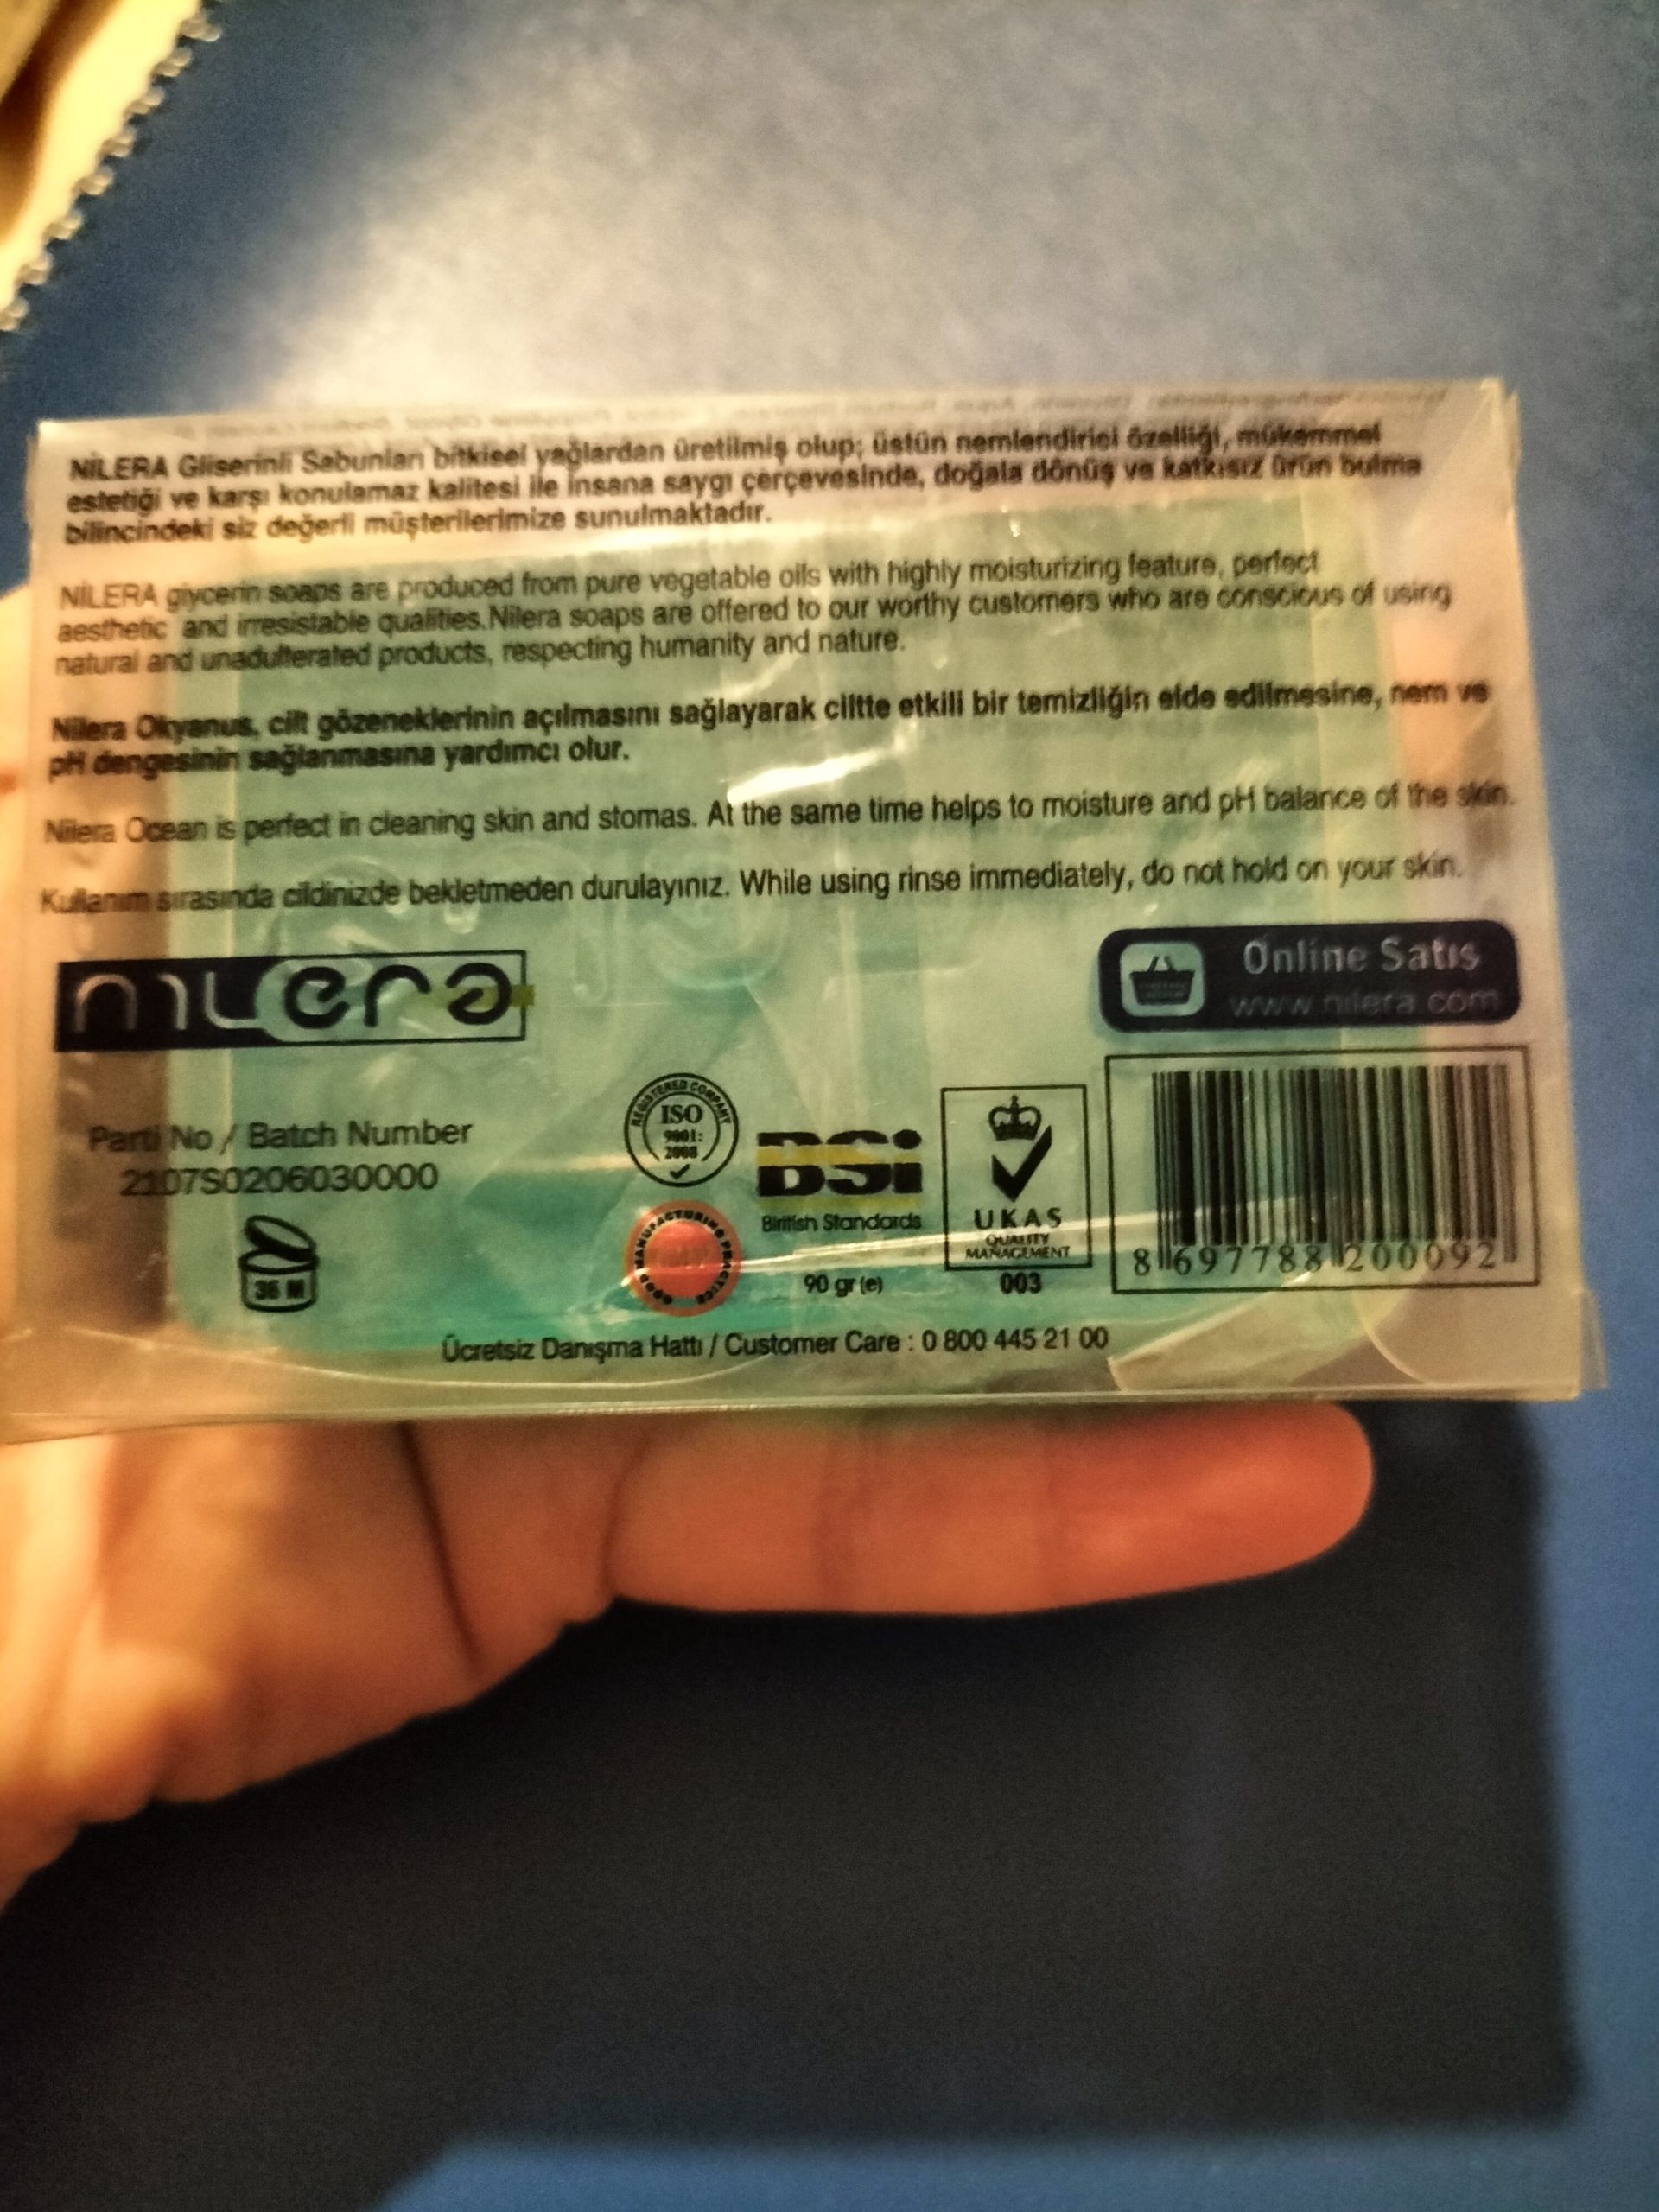 NİLERA Gliserinli Sabunları bitkisel yağlardan üretilmiş olup; üstün nemlendirici özelliği, mükemmel
estetiği ve karşı konulamaz kalitesi ile insana saygı çerçevesinde, doğala dönüş ve katkısız ürün bulma
bilincindeki siz değerli müşterilerimize sunulmaktadır.
NİLERA glycerin soaps are produced from pure vegetable oils with highly moisturizing feature, perfect
aesthetic and irresistable qualities.Nilera soaps are offered to our worthy customers who are conscious of using
natural and unadulterated products, respecting humanity and nature.
Nilera Okyanus, cilt gözeneklerinin açılmasını sağlayarak ciltte etkili bir temizliğin elde edilmesine, nem ve
pH dengesinin sağlanmasına yardımcı olur.
Nilera Ocean is perfect in cleaning skin and stomas. At the same time helps to moisture and pH balance of the skin.
Kullanım sırasında cildinizde bekletmeden durulayınız. While using rinse immediately, do not hold on your skin.
nilera
Online Satış
www.nilera.com
Parti No / Batch Number
2107S0206030000
36 M
REGISTERED COMPANY
ISO
9001:
2008
GOOD MANUFACTURING PRACTICE
BSi
Biritish Standards
90 gr (e)
UKAS
QUALITY
MANAGEMENT
003
8 697788 200092
Ücretsiz Danışma Hattı / Customer Care : 0 800 445 21 00